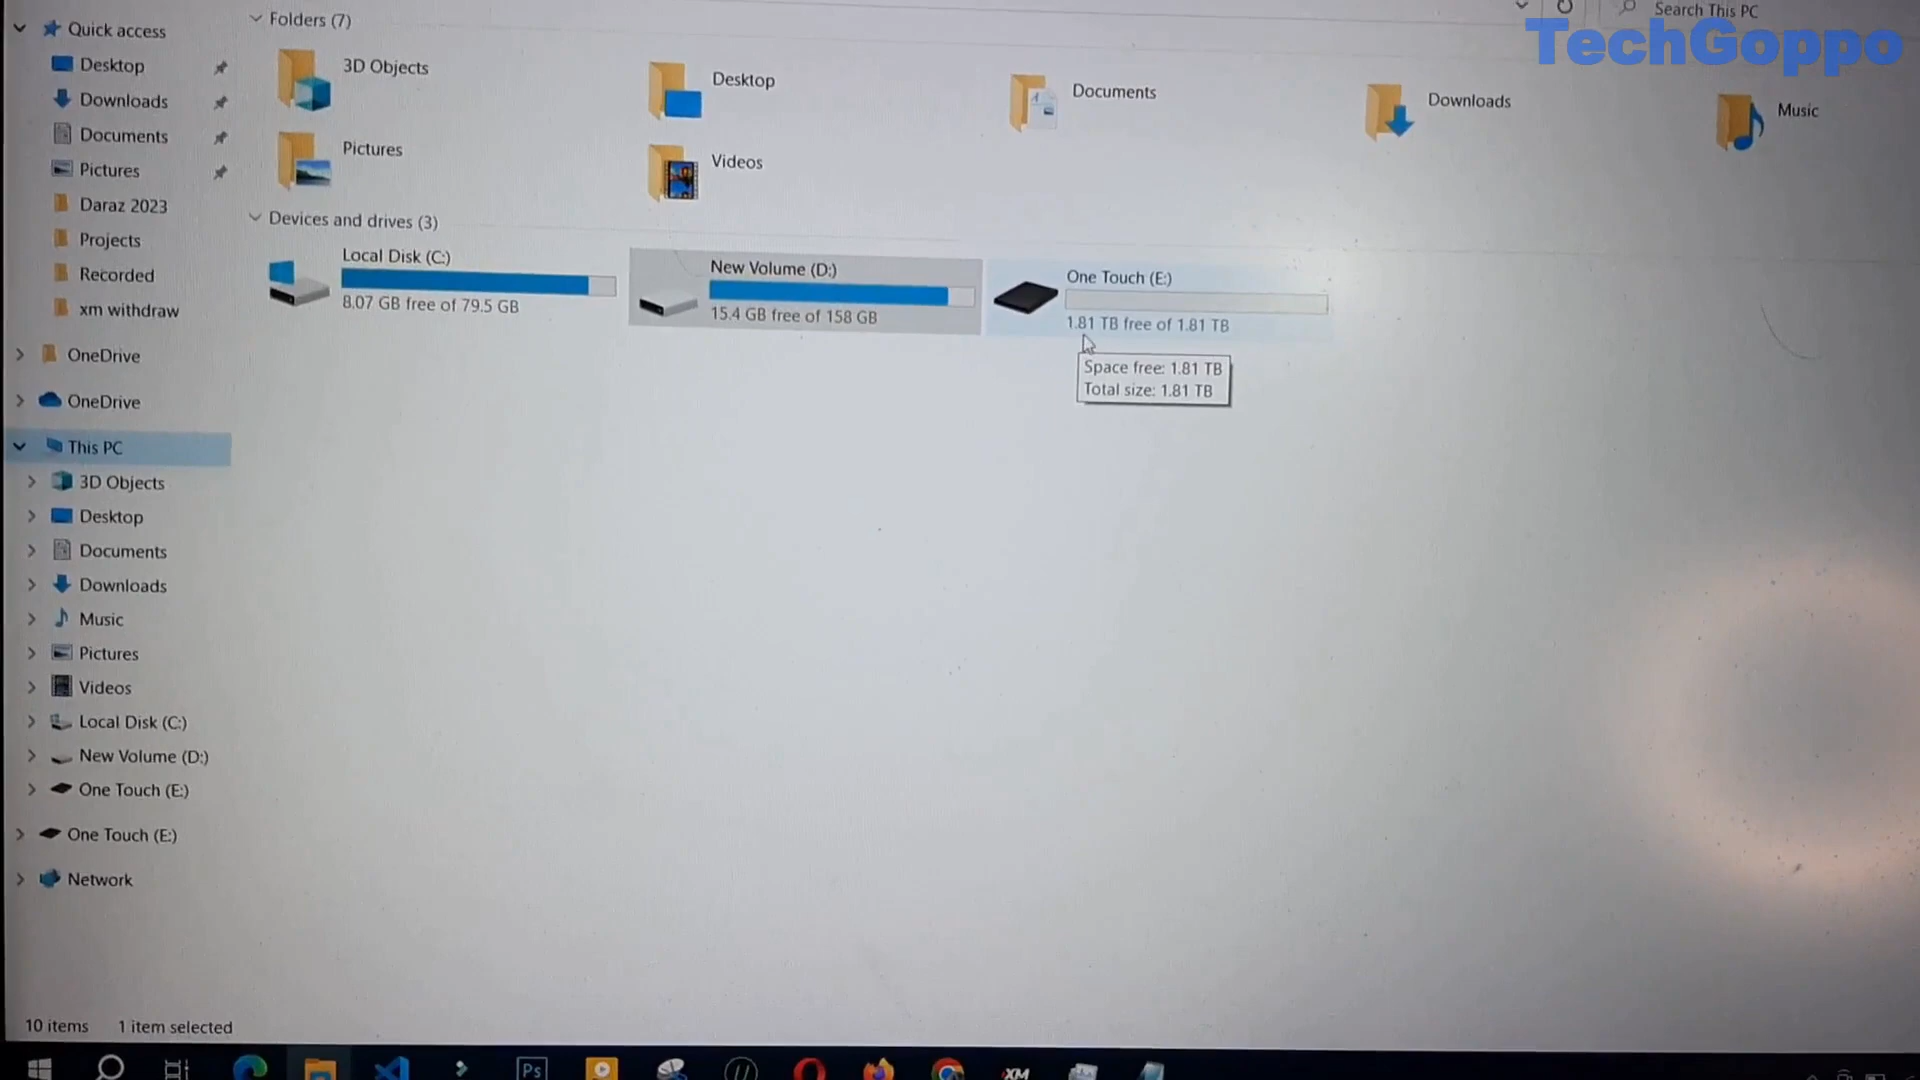 Search This PC
TechGoppo
Quick access
Desktop
Downloads
Documents
Pictures
Daraz 2023
Projects
Recorded
xm withdraw
OneDrive
OneDrive
This PC
3D Objects
Desktop
Documents
Downloads
Music
Pictures
Videos
Local Disk (C:)
New Volume (D:)
One Touch (E:)
One Touch (E:)
Network
Folders (7)
3D Objects
Desktop
Documents
Downloads
Music
Pictures
Videos
Devices and drives (3)
Local Disk (C:)
8.07 GB free of 79.5 GB
New Volume (D:)
15.4 GB free of 158 GB
One Touch (E:)
1.81 TB free of 1.81 TB
Space free: 1.81 TB
Total size: 1.81 TB
10 items
1 item selected
Ps
XM